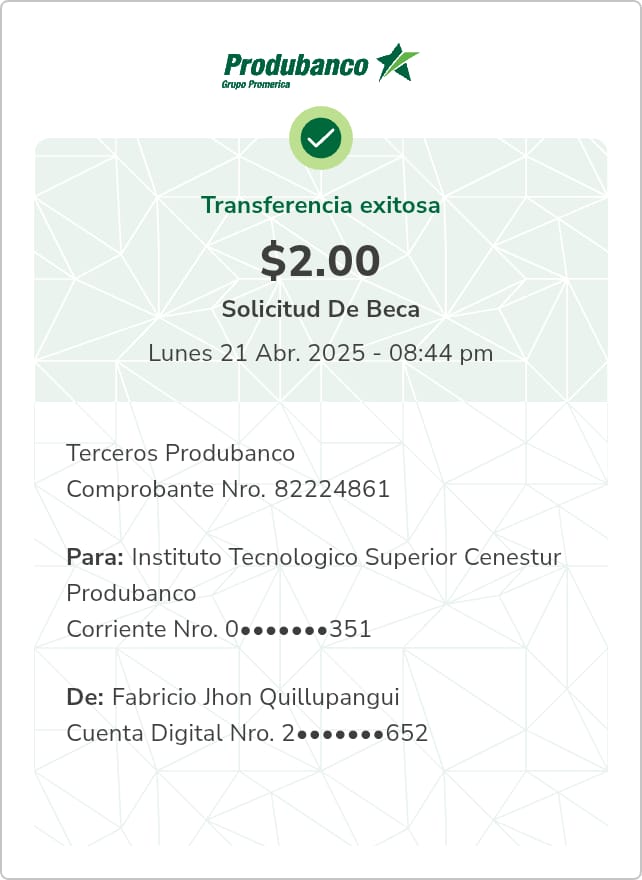 Produbanco
Grupo Promerica
Transferencia exitosa
$2.00
Solicitud De Beca
Lunes 21 Abr. 2025 - 08:44 pm
Terceros Produbanco
Comprobante Nro. 82224861
Para: Instituto Tecnologico Superior Cenestur
Produbanco
Corriente Nro. 0●●●●●●●351
De: Fabricio Jhon Quillupangui
Cuenta Digital Nro. 2●●●●●●●652